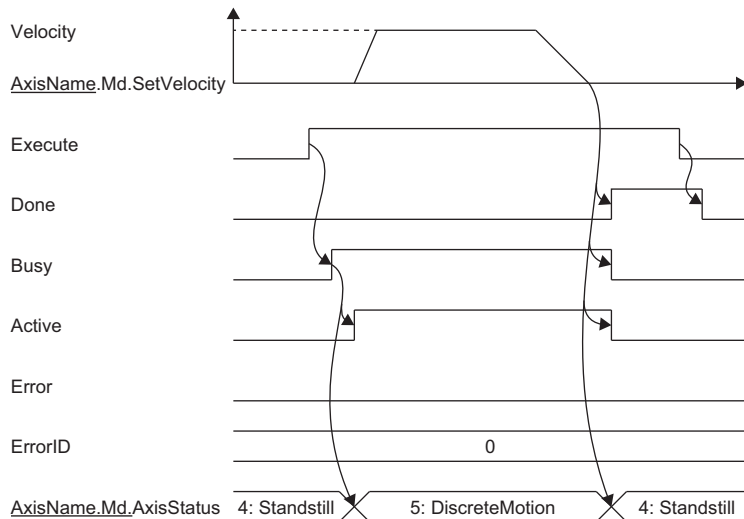 Velocity
AxisName.Md.SetVelocity
Execute
Done
Busy
Active
Error
ErrorID
0
AxisName.Md.AxisStatus 4: Standstill 5: DiscreteMotion 4: Standstill